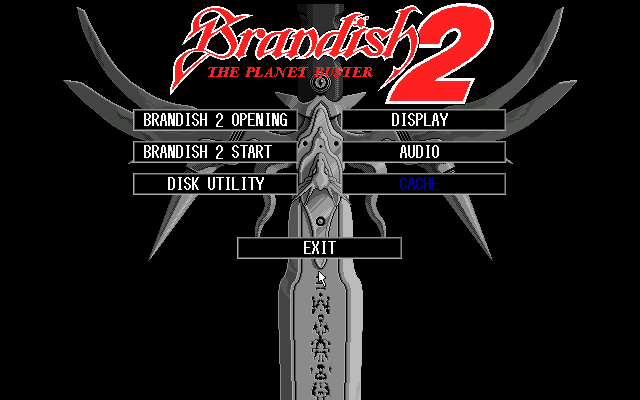 Brandish 2
THE PLANET BUSTER
BRANDISH 2 OPENING
DISPLAY
BRANDISH 2 START
AUDIO
DISK UTILITY
CACHE
EXIT